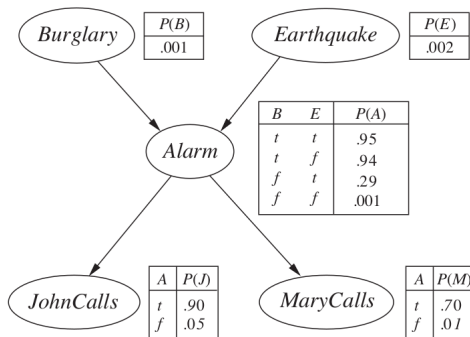 Burglary
P(B)
.001
Earthquake
P(E)
.002
Alarm
B E P(A)
t t .95
t f .94
f t .29
f f .001
JohnCalls
A P(J)
t .90
f .05
MaryCalls
A P(M)
t .70
f .01